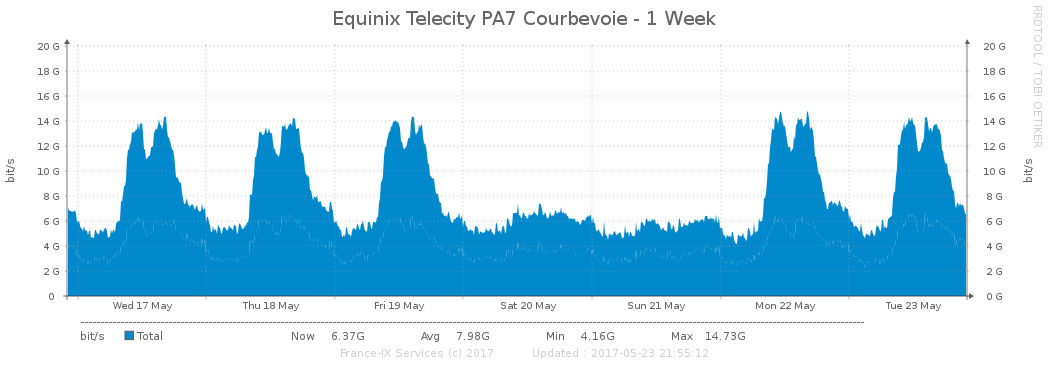 Equinix Telecity PA7 Courbevoie - 1 Week
RRDTOOL / TOBI OETIKER
20 G 20 G
18 G 18 G
16 G 16 G
14 G 14 G
12 G 12 G
10 G 10 G
8 G 8 G
6 G 6 G
4 G 4 G
2 G 2 G
0 0 G
bit/s
bit/s
Wed 17 May Thu 18 May Fri 19 May Sat 20 May Sun 21 May Mon 22 May Tue 23 May
bit/s Total Now 6.37G Avg 7.98G Min 4.16G Max 14.73G
France-IX Services (c) 2017 Updated : 2017-05-23 21:55:12